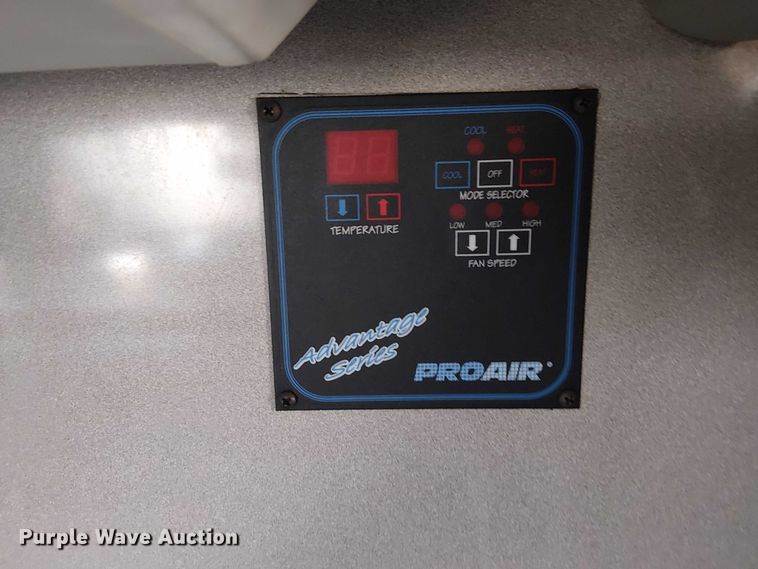 COOL HEAT
COOL OFF HEAT
MODE SELECTOR
LOW MED HIGH
TEMPERATURE
FAN SPEED
Advantage
Series
PROAIR
Purple Wave Auction